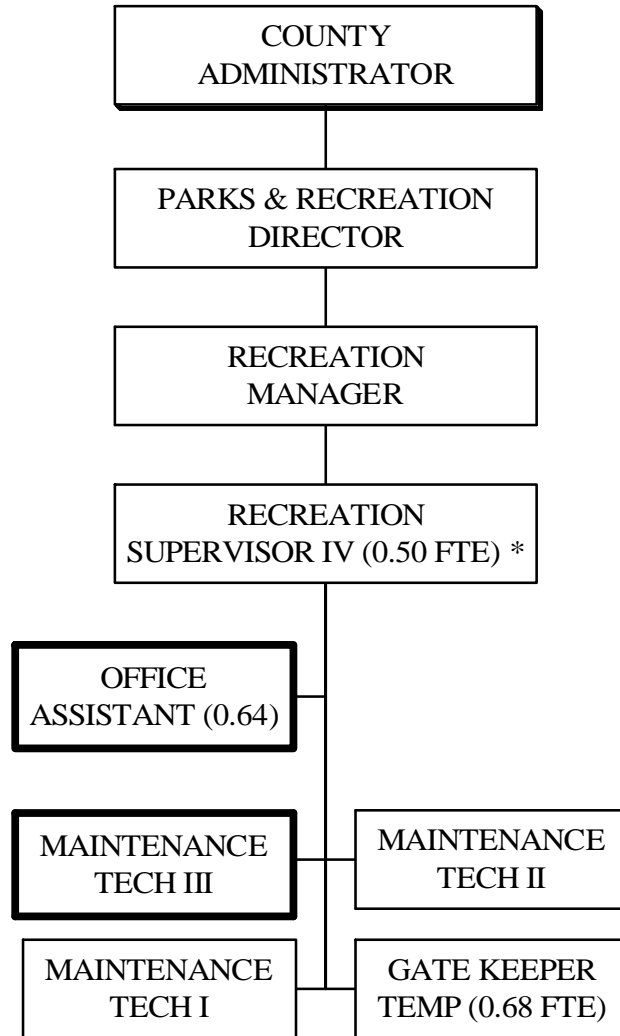 COUNTY
ADMINISTRATOR
PARKS & RECREATION
DIRECTOR
RECREATION
MANAGER
RECREATION
SUPERVISOR IV (0.50 FTE) *
OFFICE
ASSISTANT (0.64)
MAINTENANCE
TECH III
MAINTENANCE
TECH II
MAINTENANCE
TECH I
GATE KEEPER
TEMP (0.68 FTE)